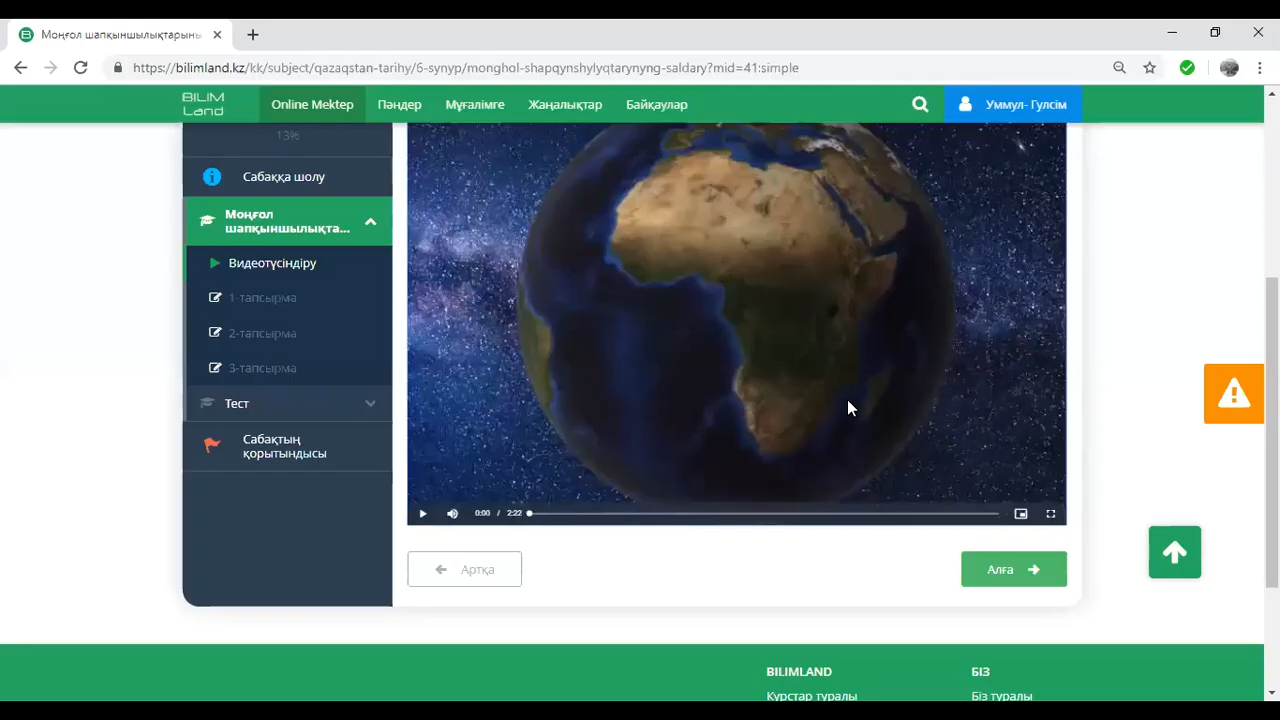 Моңғол шапқыншылықтарынь
https://bilimland.kz/kk/subject/qazaqstan-tarihy/6-synyp/monghol-shapqynshylyqtarynyng-saldary?mid=41:simple
BILIM
Land
Online Mektep
Пәндер
Мұғалімге
Жаңалықтар
Байқаулар
Уммул- Гулсім
13%
Сабаққа шолу
Моңғол
шапқыншылықта...
Видеотүсіндіру
1-тапсырма
2-тапсырма
3-тапсырма
Тест
Сабақтың
қорытындысы
0:00 / 2:22
Артқа
Алға
BILIMLAND
БІЗ
Курстар туралы
Біз туралы